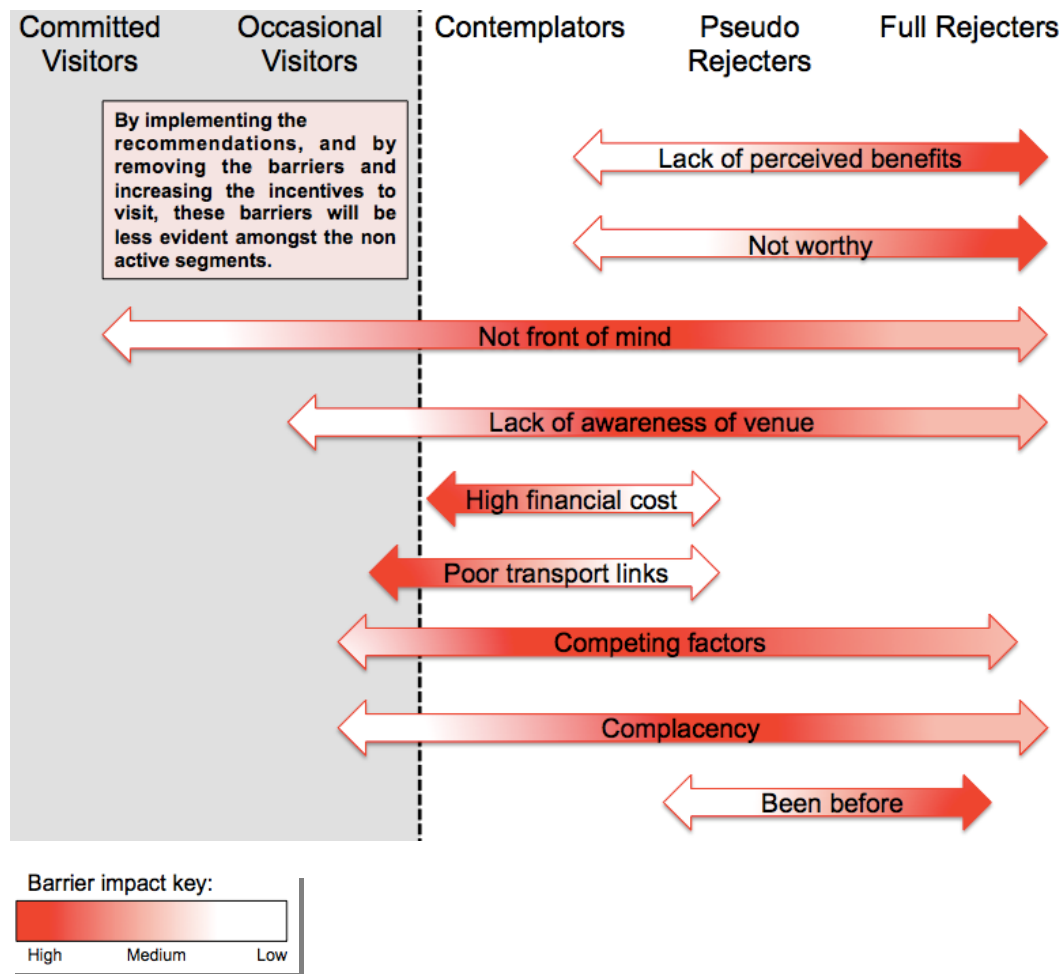 Committed Visitors
Occasional Visitors
Contemplators
Pseudo Rejecters
Full Rejecters
By implementing the
recommendations, and by
removing the barriers and
increasing the incentives to
visit, these barriers will be
less evident amongst the non
active segments.
Lack of perceived benefits
Not worthy
Not front of mind
Lack of awareness of venue
High financial cost
Poor transport links
Competing factors
Complacency
Been before
Barrier impact key:
High Medium Low